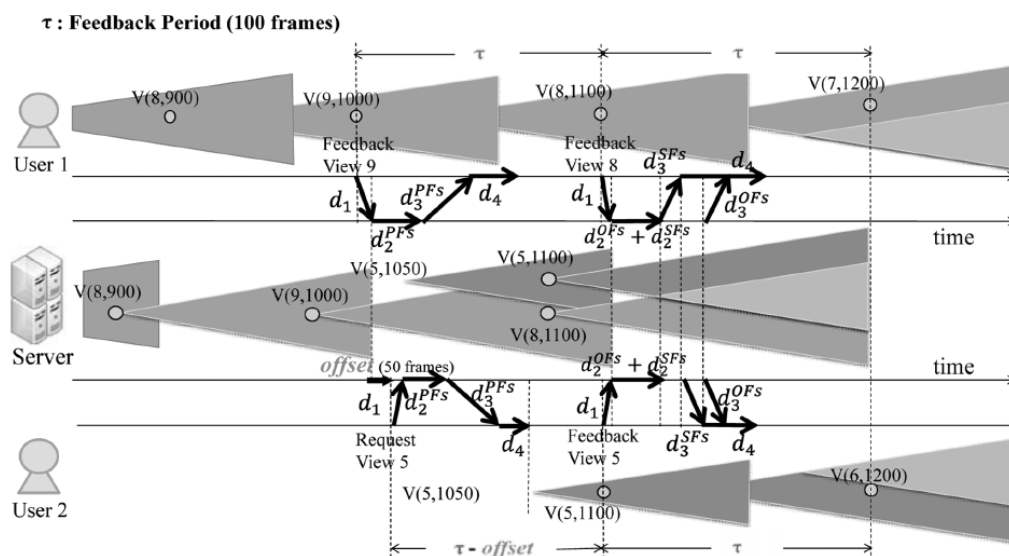 τ : Feedback Period (100 frames)
τ τ
V(8,900) V(9,1000) V(8,1100) V(7,1200)
User 1
Feedback
View 9
Feedback
View 8
d_3^{SFs} d_4
d_1 d_3^{PFs} d_4 d_1 d_3^{OFs}
d_2^{PFs} d_2^{OFs} + d_2^{SFs} time
V(5,1050) V(5,1100)
V(8,900) V(9,1000)
V(8,1100)
Server
offset (50 frames) d_2^{OFs} + d_2^{SFs} time
d_1 d_2^{PFs} d_3^{PFs} d_1 d_3^{OFs}
d_4 d_3^{SFs} d_4
Request
View 5
Feedback
View 5
V(5,1050) V(5,1100) V(6,1200)
User 2
τ - offset τ